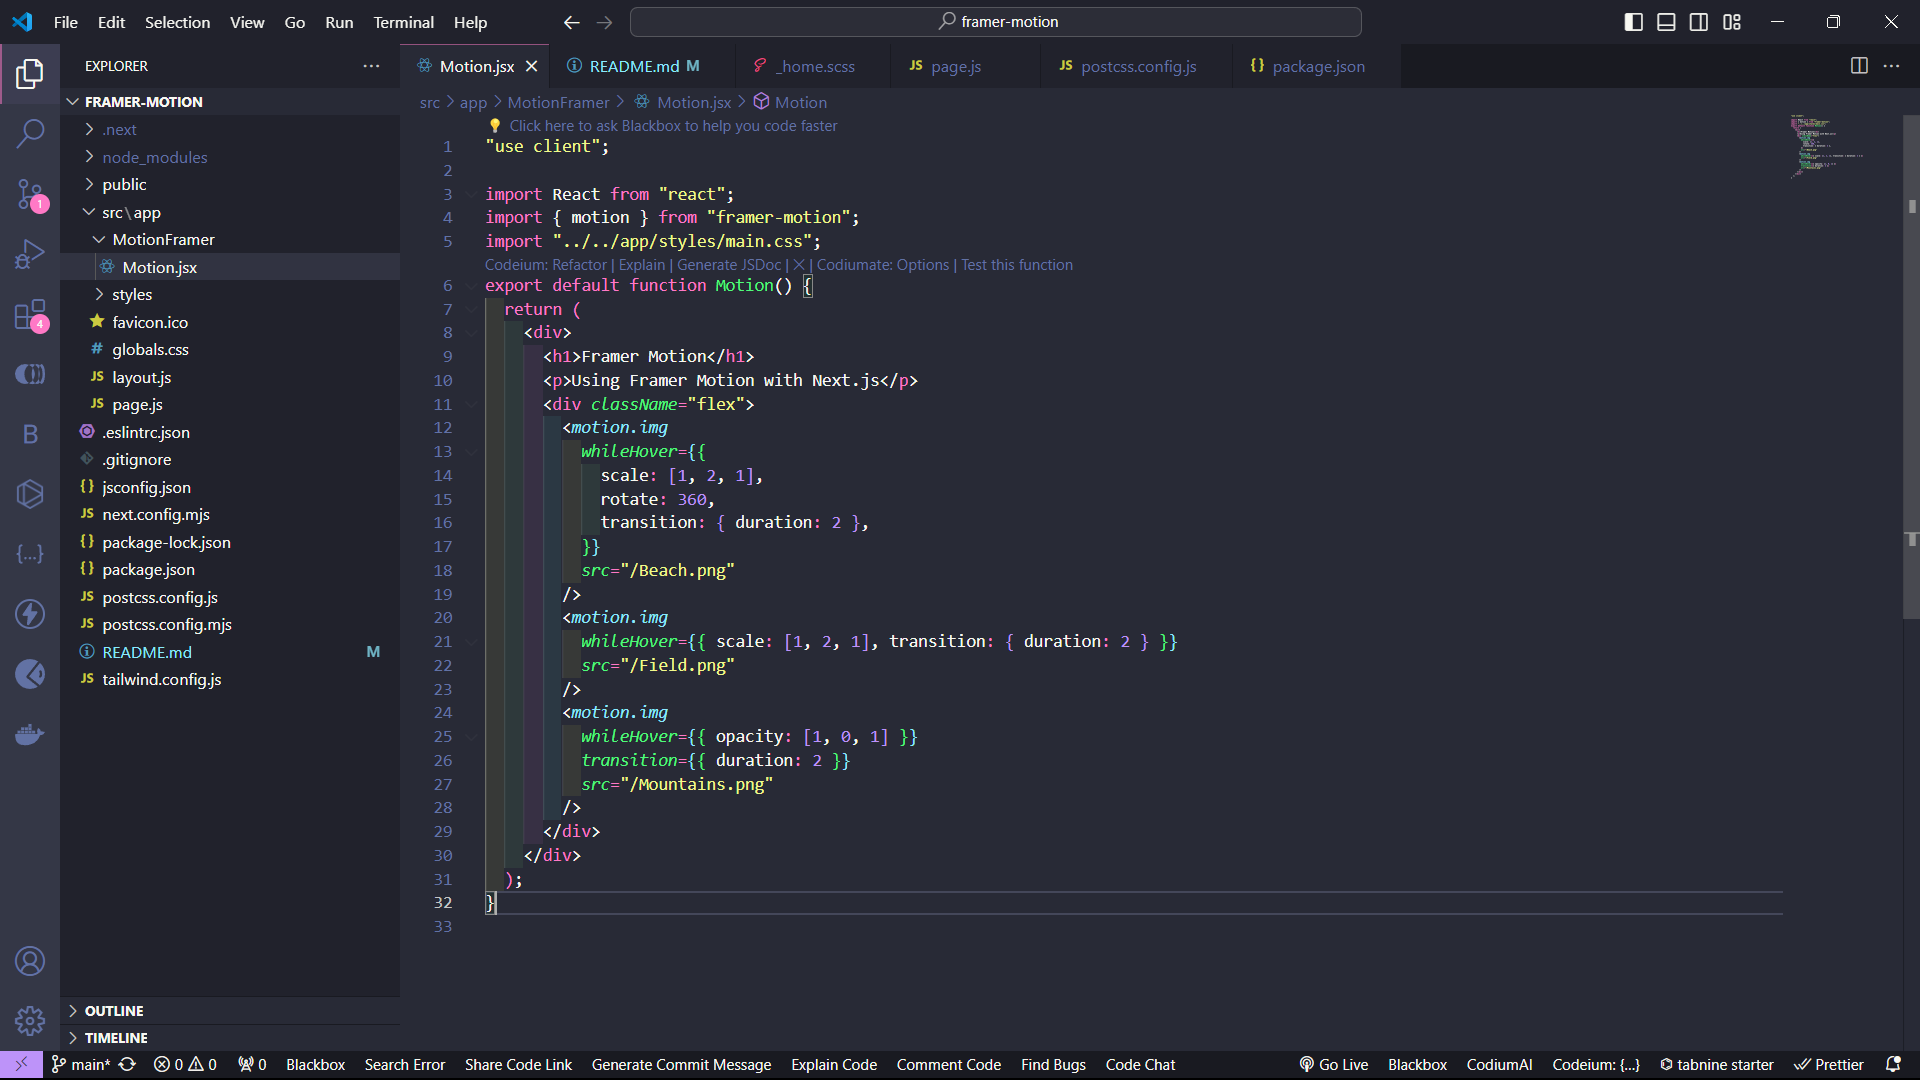 File Edit Selection View Go Run Terminal Help
framer-motion
EXPLORER
FRAMER-MOTION
.next
node_modules
public
src\app
MotionFramer
Motion.jsx
styles
favicon.ico
# globals.css
JS layout.js
JS page.js
.eslintrc.json
.gitignore
{} jsconfig.json
JS next.config.mjs
{} package-lock.json
{} package.json
JS postcss.config.js
JS postcss.config.mjs
README.md M
JS tailwind.config.js
OUTLINE
TIMELINE
1
4
B
{...}
Motion.jsx README.md M _home.scss JS page.js JS postcss.config.js {} package.json
src > app > MotionFramer > Motion.jsx > Motion
Click here to ask Blackbox to help you code faster
1 "use client";
2
3 import React from "react";
4 import { motion } from "framer-motion";
5 import "../../app/styles/main.css";
Codeium: Refactor | Explain | Generate JSDoc | X | Codiumate: Options | Test this function
6 export default function Motion() {
7 return (
8 <div>
9 <h1>Framer Motion</h1>
10 <p>Using Framer Motion with Next.js</p>
11 <div className="flex">
12 <motion.img
13 whileHover={{
14 scale: [1, 2, 1],
15 rotate: 360,
16 transition: { duration: 2 },
17 }}
18 src="/Beach.png"
19 />
20 <motion.img
21 whileHover={{ scale: [1, 2, 1], transition: { duration: 2 } }}
22 src="/Field.png"
23 />
24 <motion.img
25 whileHover={{ opacity: [1, 0, 1] }}
26 transition={{ duration: 2 }}
27 src="/Mountains.png"
28 />
29 </div>
30 </div>
31 );
32 }
33
main* 0 0 0 Blackbox Search Error Share Code Link Generate Commit Message Explain Code Comment Code Find Bugs Code Chat Go Live Blackbox CodiumAI Codeium: {...} tabnine starter Prettier